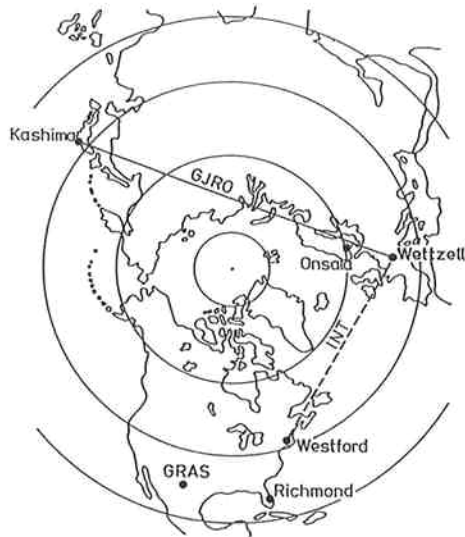 Kashima
GJRO
Onsala
Wettzell
INT
Westford
GRAS
Richmond